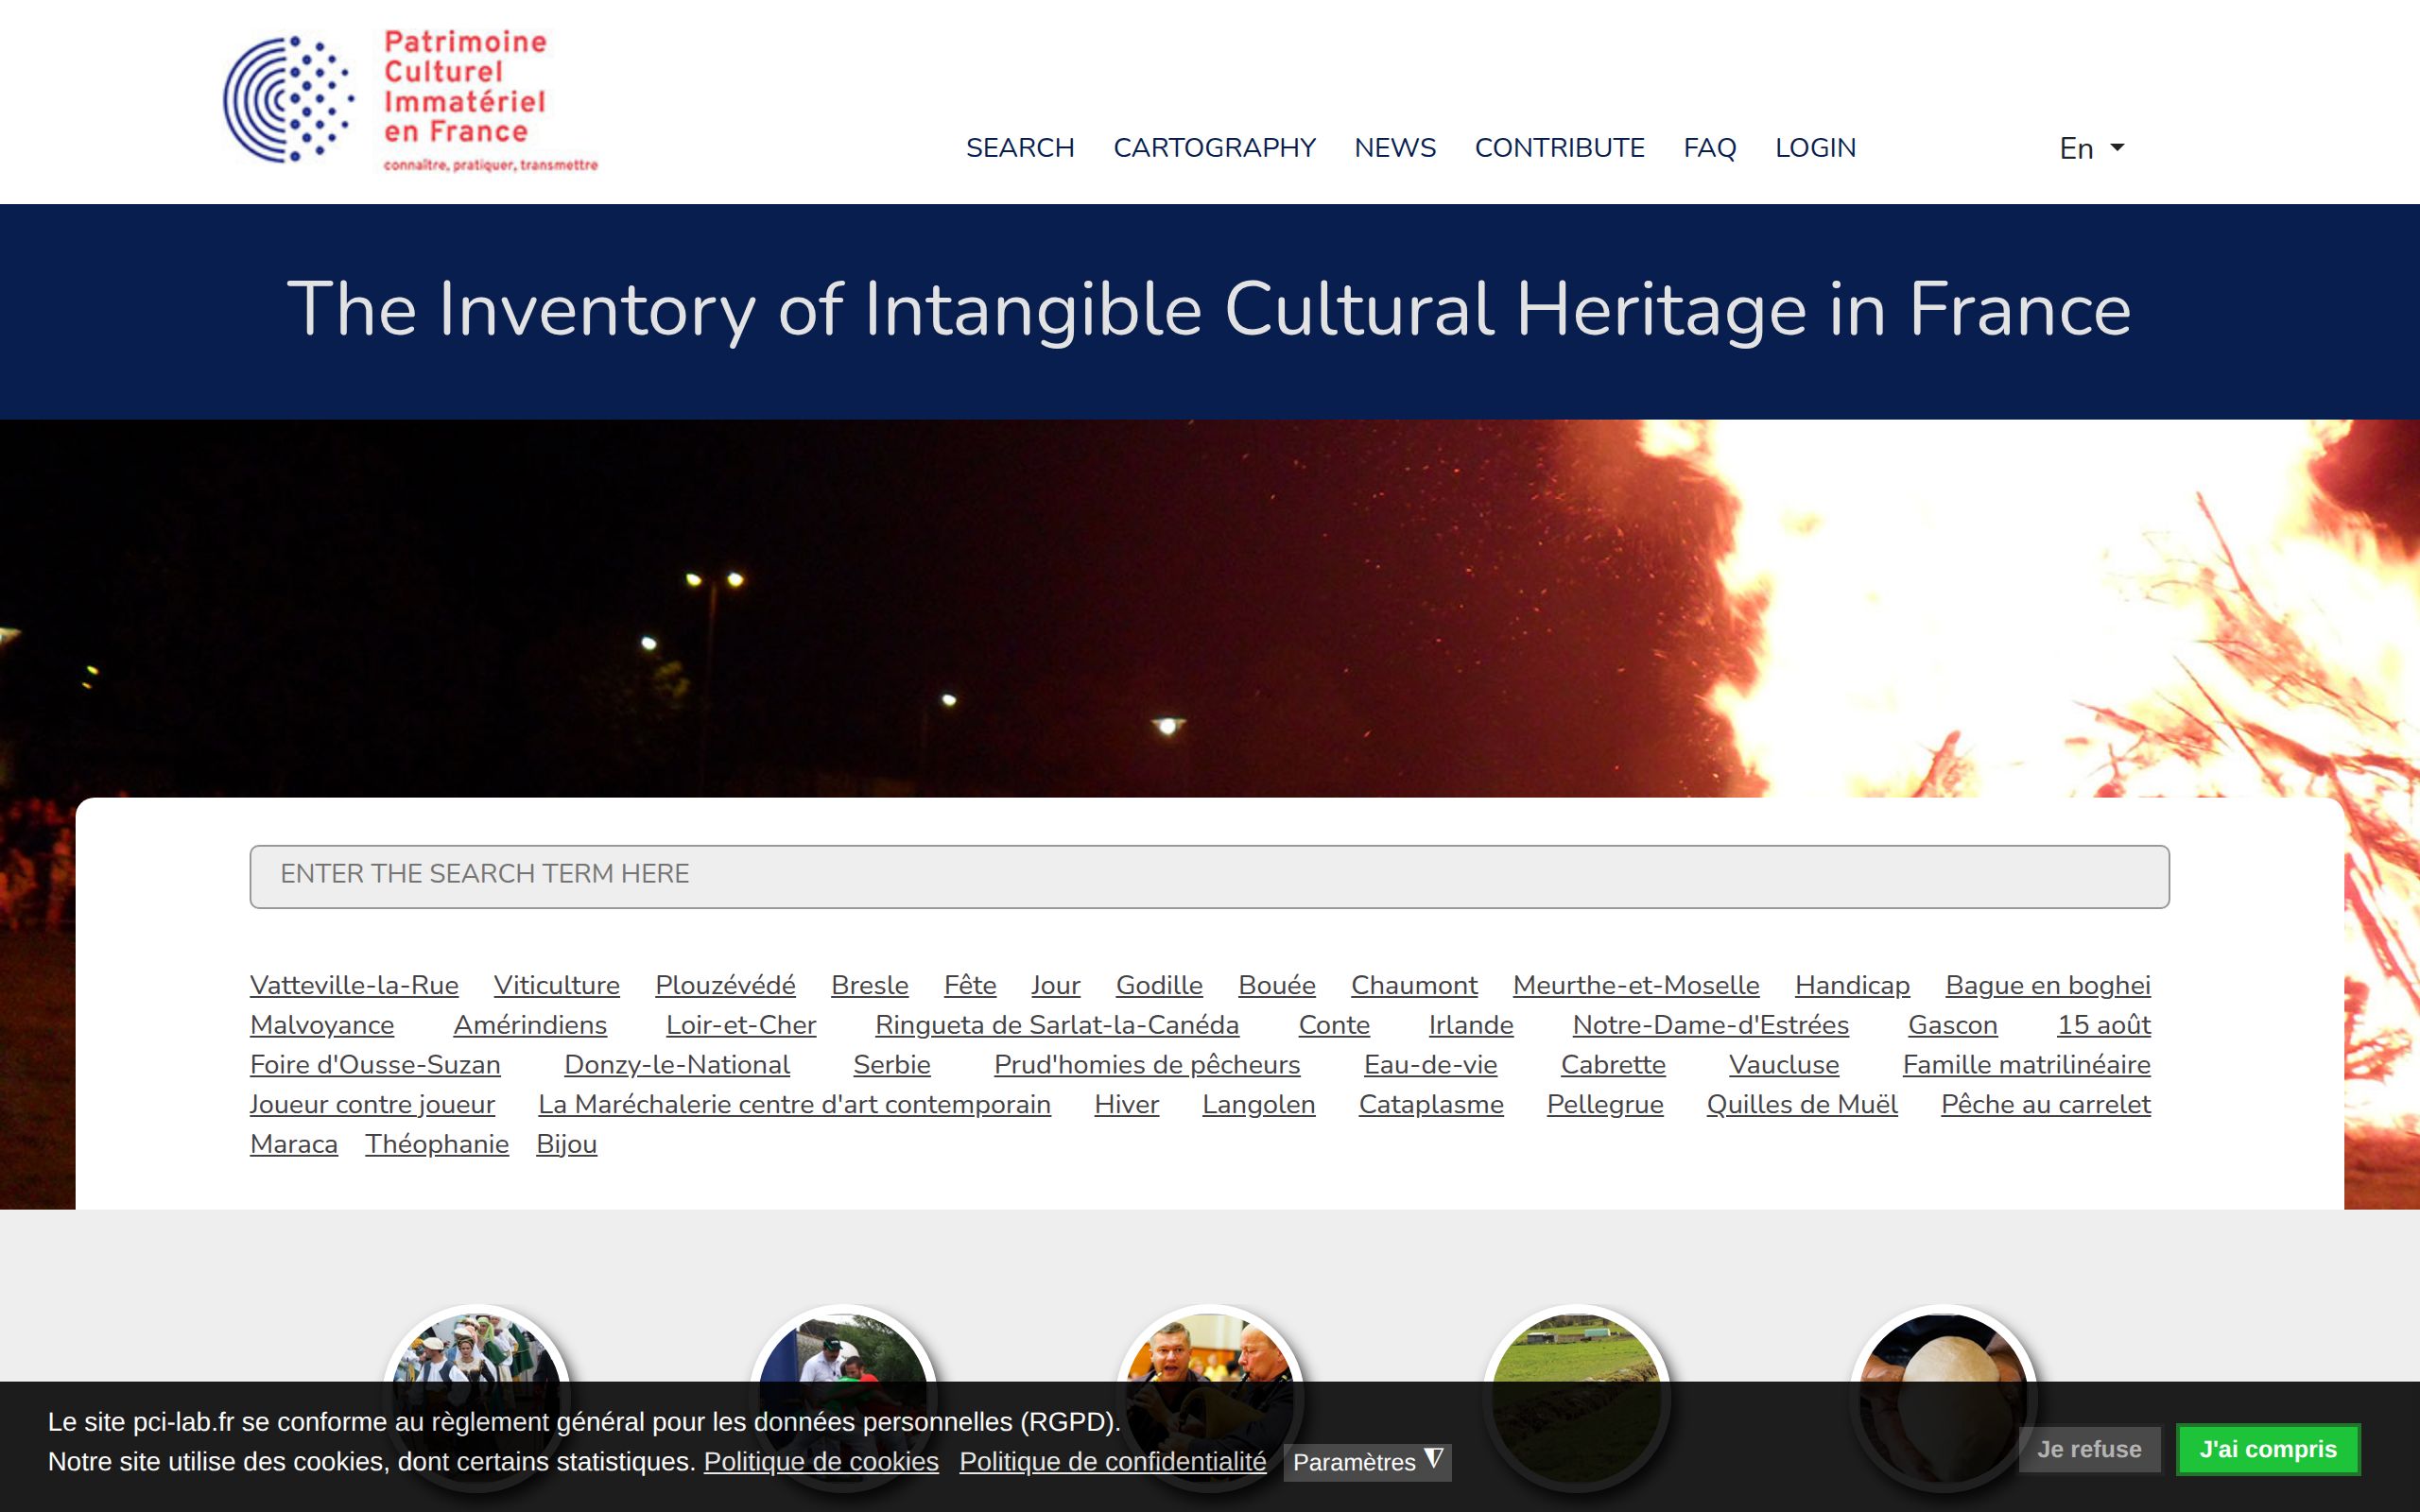 Patrimoine
Culturel
Immatériel
en France
connaître, pratiquer, transmettre
SEARCH CARTOGRAPHY NEWS CONTRIBUTE FAQ LOGIN En
The Inventory of Intangible Cultural Heritage in France
ENTER THE SEARCH TERM HERE
Vatteville-la-Rue Viticulture Plouzévédé Bresle Fête Jour Godille Bouée Chaumont Meurthe-et-Moselle Handicap Bague en boghei
Malvoyance Amérindiens Loir-et-Cher Ringueta de Sarlat-la-Canéda Conte Irlande Notre-Dame-d'Estrées Gascon 15 août
Foire d'Ousse-Suzan Donzy-le-National Serbie Prud'homies de pêcheurs Eau-de-vie Cabrette Vaucluse Famille matrilinéaire
Joueur contre joueur La Maréchalerie centre d'art contemporain Hiver Langolen Cataplasme Pellegrue Quilles de Muël Pêche au carrelet
Maraca Théophanie Bijou
Le site pci-lab.fr se conforme au règlement général pour les données personnelles (RGPD).
Notre site utilise des cookies, dont certains statistiques. Politique de cookies Politique de confidentialité Paramètres
Je refuse J'ai compris